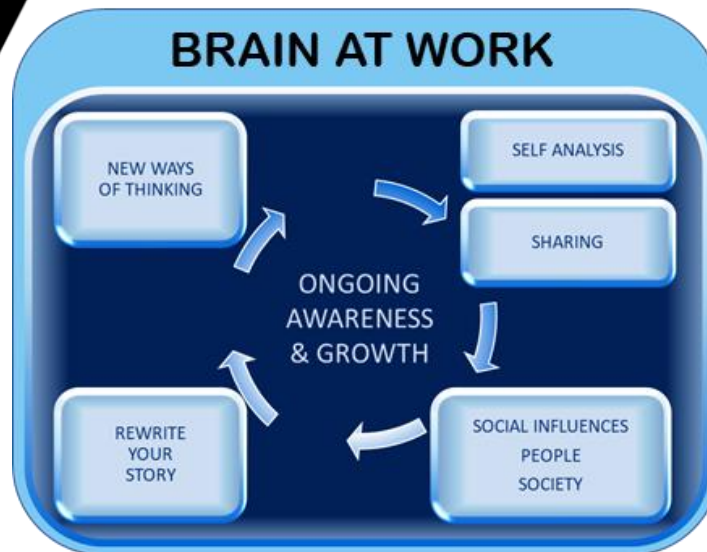 BRAIN AT WORK
NEW WAYS
OF THINKING
SELF ANALYSIS
SHARING
ONGOING
AWARENESS
& GROWTH
REWRITE
YOUR
STORY
SOCIAL INFLUENCES
PEOPLE
SOCIETY